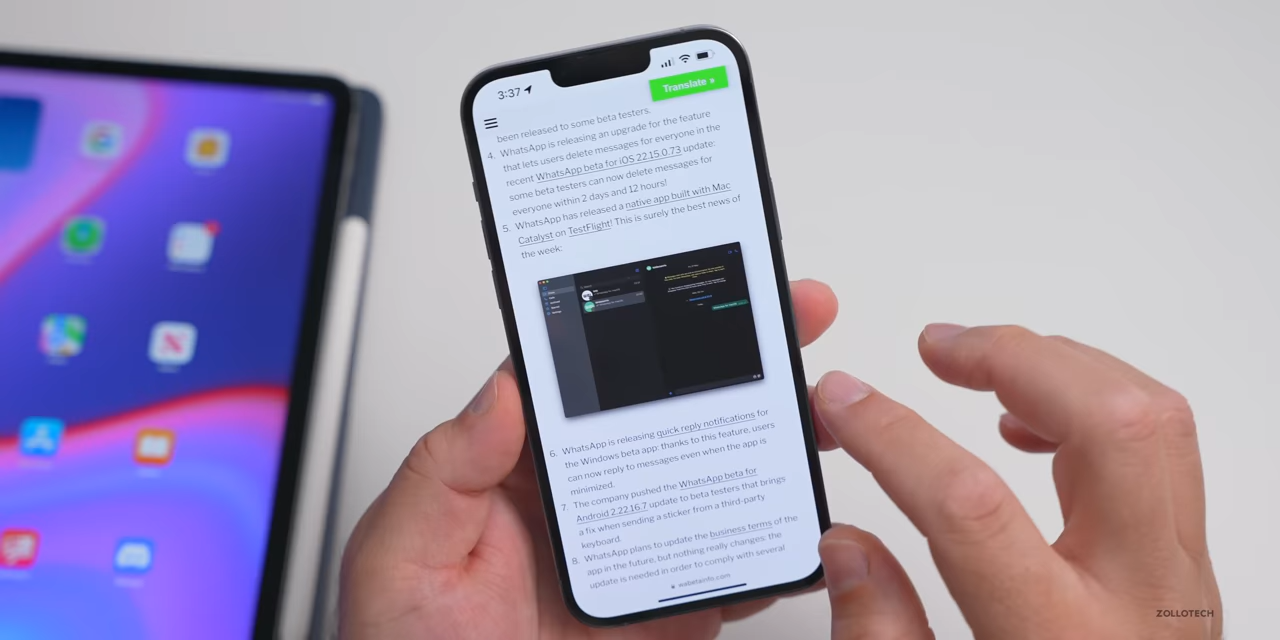 3:37
Translate »
been released to some beta testers.
4. WhatsApp is releasing an upgrade for the feature
that lets users delete messages for everyone in the
recent WhatsApp beta for iOS 22.15.0.73 update:
some beta testers can now delete messages for
everyone within 2 days and 12 hours!
5. WhatsApp has released a native app built with Mac
Catalyst on TestFlight! This is surely the best news of
the week:
6. WhatsApp is releasing quick reply notifications for
the Windows beta app: thanks to this feature, users
can now reply to messages even when the app is
minimized.
7. The company pushed the WhatsApp beta for
Android 2.22.16.7 update to beta testers that brings
a fix when sending a sticker from a third-party
keyboard.
8. WhatsApp plans to update the business terms of the
app in the future, but nothing really changes: the
update is needed in order to comply with several
wabetainfo.com
ZOLLOTECH